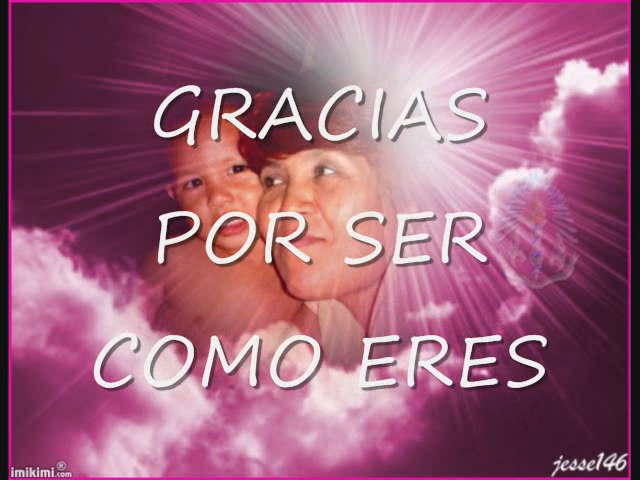 GRACIAS
POR SER
COMO ERES
imikimi.com®
jesse146